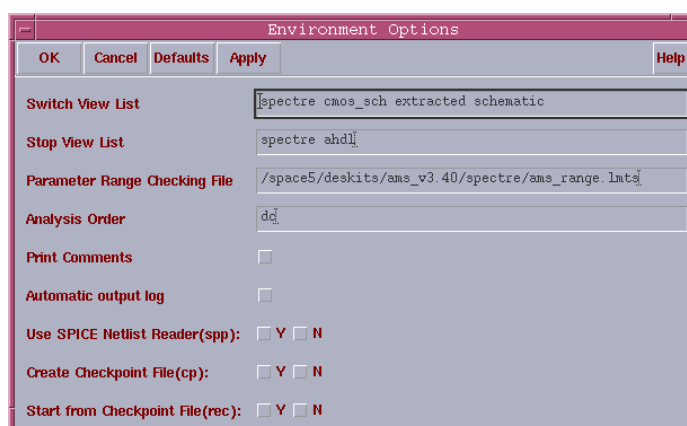 Environment Options
OK Cancel Defaults Apply Help
Switch View List spectre cmos_sch extracted schematic
Stop View List spectre ahdl
Parameter Range Checking File /space5/deskits/ams_v3.40/spectre/ams_range.lmts
Analysis Order dc
Print Comments
Automatic output log
Use SPICE Netlist Reader(spp): Y N
Create Checkpoint File(cp): Y N
Start from Checkpoint File(rec): Y N